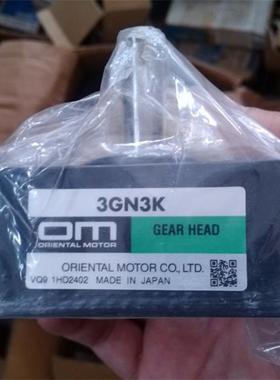 3GN3K
om
ORIENTAL MOTOR
GEAR HEAD
ORIENTAL MOTOR CO., LTD.
VQ9 1HD2402 MADE IN JAPAN